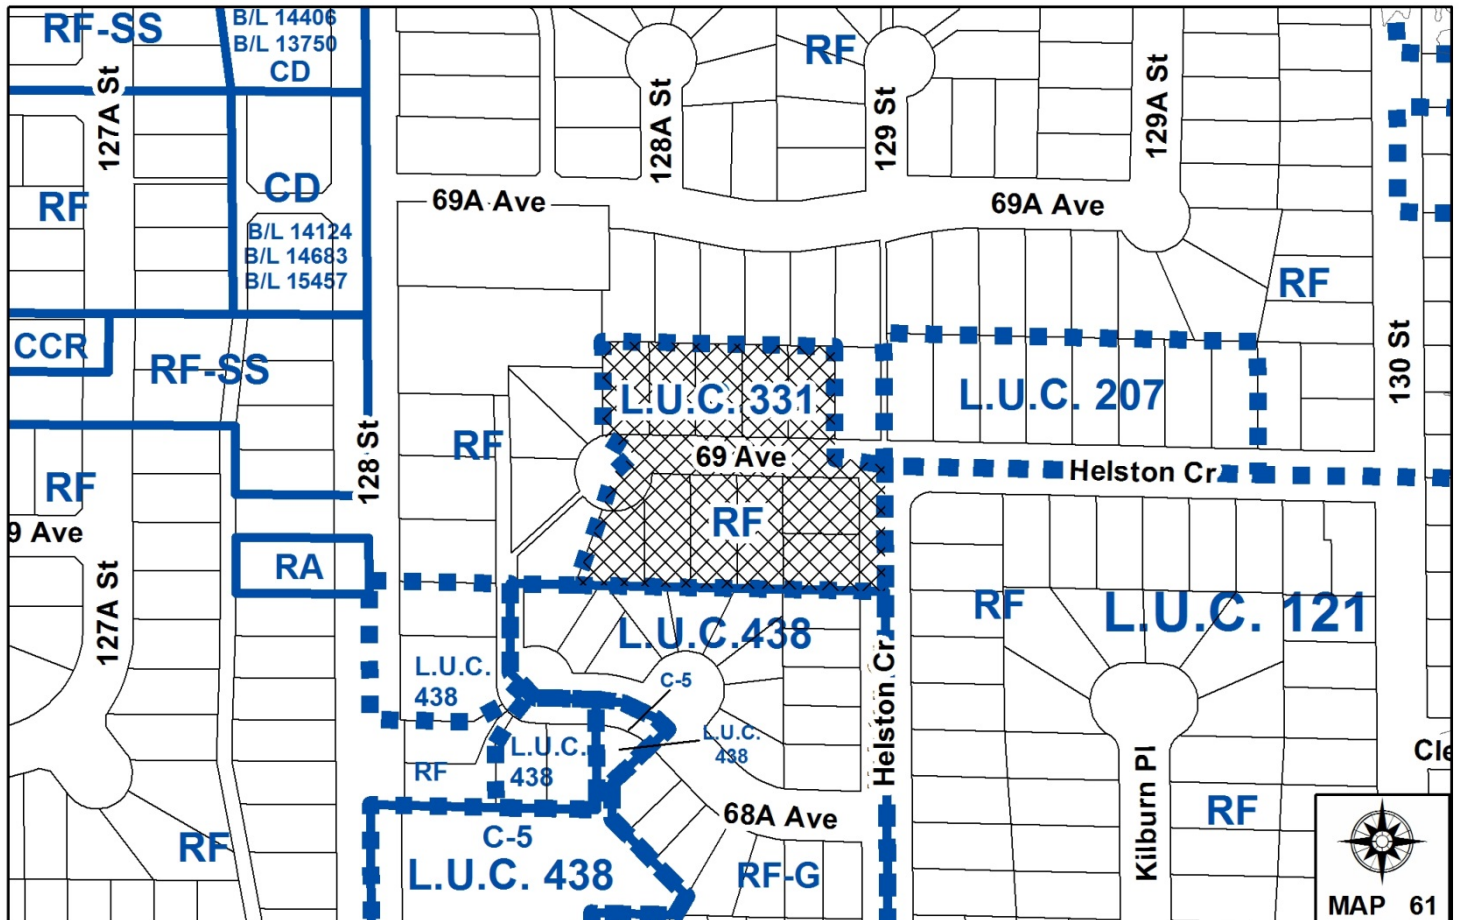 RF-SS
B/L 14406
B/L 13750
CD
127A St
RF
128A St
129 St
129A St
CD
B/L 14124
B/L 14683
B/L 15457
RF
69A Ave
69A Ave
RF
CCR
RF-SS
128 St
RF
L.U.C. 331
69 Ave
RF
L.U.C. 207
130 St
Helston Cr.
RF
9 Ave
RA
127A St
L.U.C.438
RF
L.U.C. 121
L.U.C.
438
C-5
L.U.C.
438
L.U.C.
438
RF
Helston Cr.
Kilburn Pl
Cle
68A Ave
RF
RF
C-5
L.U.C. 438
RF-G
MAP 61